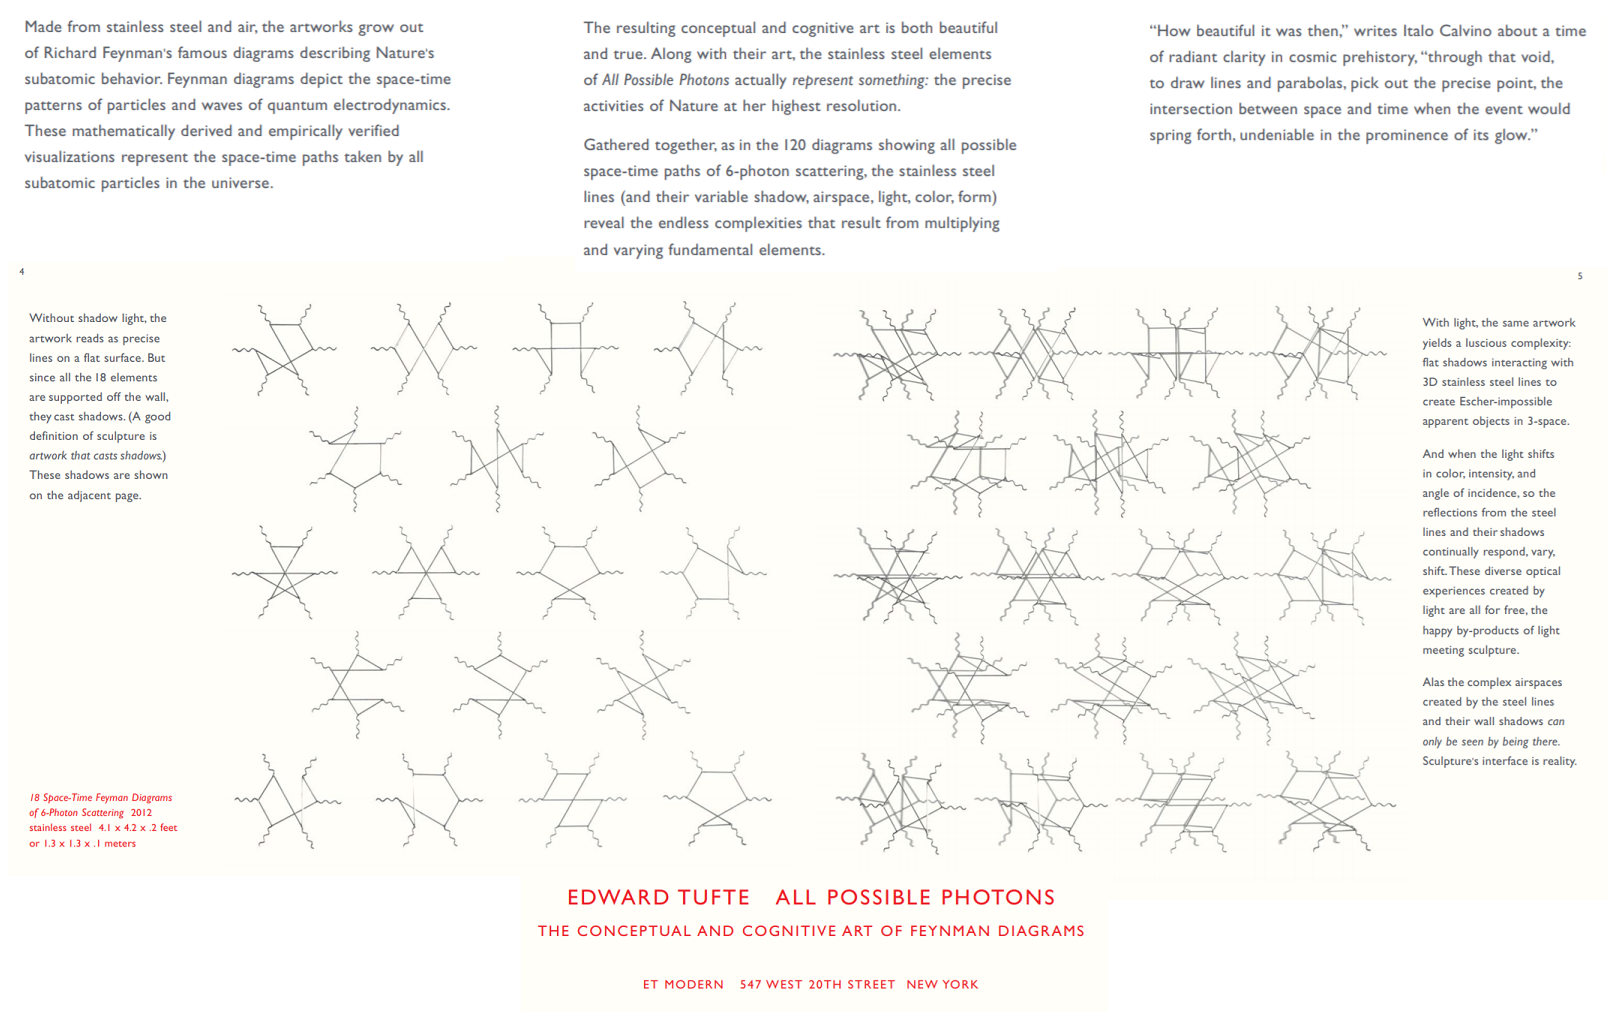 Made from stainless steel and air, the artworks grow out
of Richard Feynman's famous diagrams describing Nature's
subatomic behavior. Feynman diagrams depict the space-time
patterns of particles and waves of quantum electrodynamics.
These mathematically derived and empirically verified
visualizations represent the space-time paths taken by all
subatomic particles in the universe.
The resulting conceptual and cognitive art is both beautiful
and true. Along with their art, the stainless steel elements
of All Possible Photons actually represent something: the precise
activities of Nature at her highest resolution.
Gathered together, as in the 120 diagrams showing all possible
space-time paths of 6-photon scattering, the stainless steel
lines (and their variable shadow, airspace, light, color, form)
reveal the endless complexities that result from multiplying
and varying fundamental elements.
“How beautiful it was then,” writes Italo Calvino about a time
of radiant clarity in cosmic prehistory, “through that void,
to draw lines and parabolas, pick out the precise point, the
intersection between space and time when the event would
spring forth, undeniable in the prominence of its glow.”
4
Without shadow light, the
artwork reads as precise
lines on a flat surface. But
since all the 18 elements
are supported off the wall,
they cast shadows. (A good
definition of sculpture is
artwork that casts shadows.)
These shadows are shown
on the adjacent page.
18 Space-Time Feyman Diagrams
of 6-Photon Scattering 2012
stainless steel 4.1 x 4.2 x .2 feet
or 1.3 x 1.3 x .1 meters
5
With light, the same artwork
yields a luscious complexity:
flat shadows interacting with
3D stainless steel lines to
create Escher-impossible
apparent objects in 3-space.
And when the light shifts
in color, intensity, and
angle of incidence, so the
reflections from the steel
lines and their shadows
continually respond, vary,
shift. These diverse optical
experiences created by
light are all for free, the
happy by-products of light
meeting sculpture.
Alas the complex airspaces
created by the steel lines
and their wall shadows can
only be seen by being there.
Sculpture's interface is reality.
EDWARD TUFTE ALL POSSIBLE PHOTONS
THE CONCEPTUAL AND COGNITIVE ART OF FEYNMAN DIAGRAMS
ET MODERN 547 WEST 20TH STREET NEW YORK